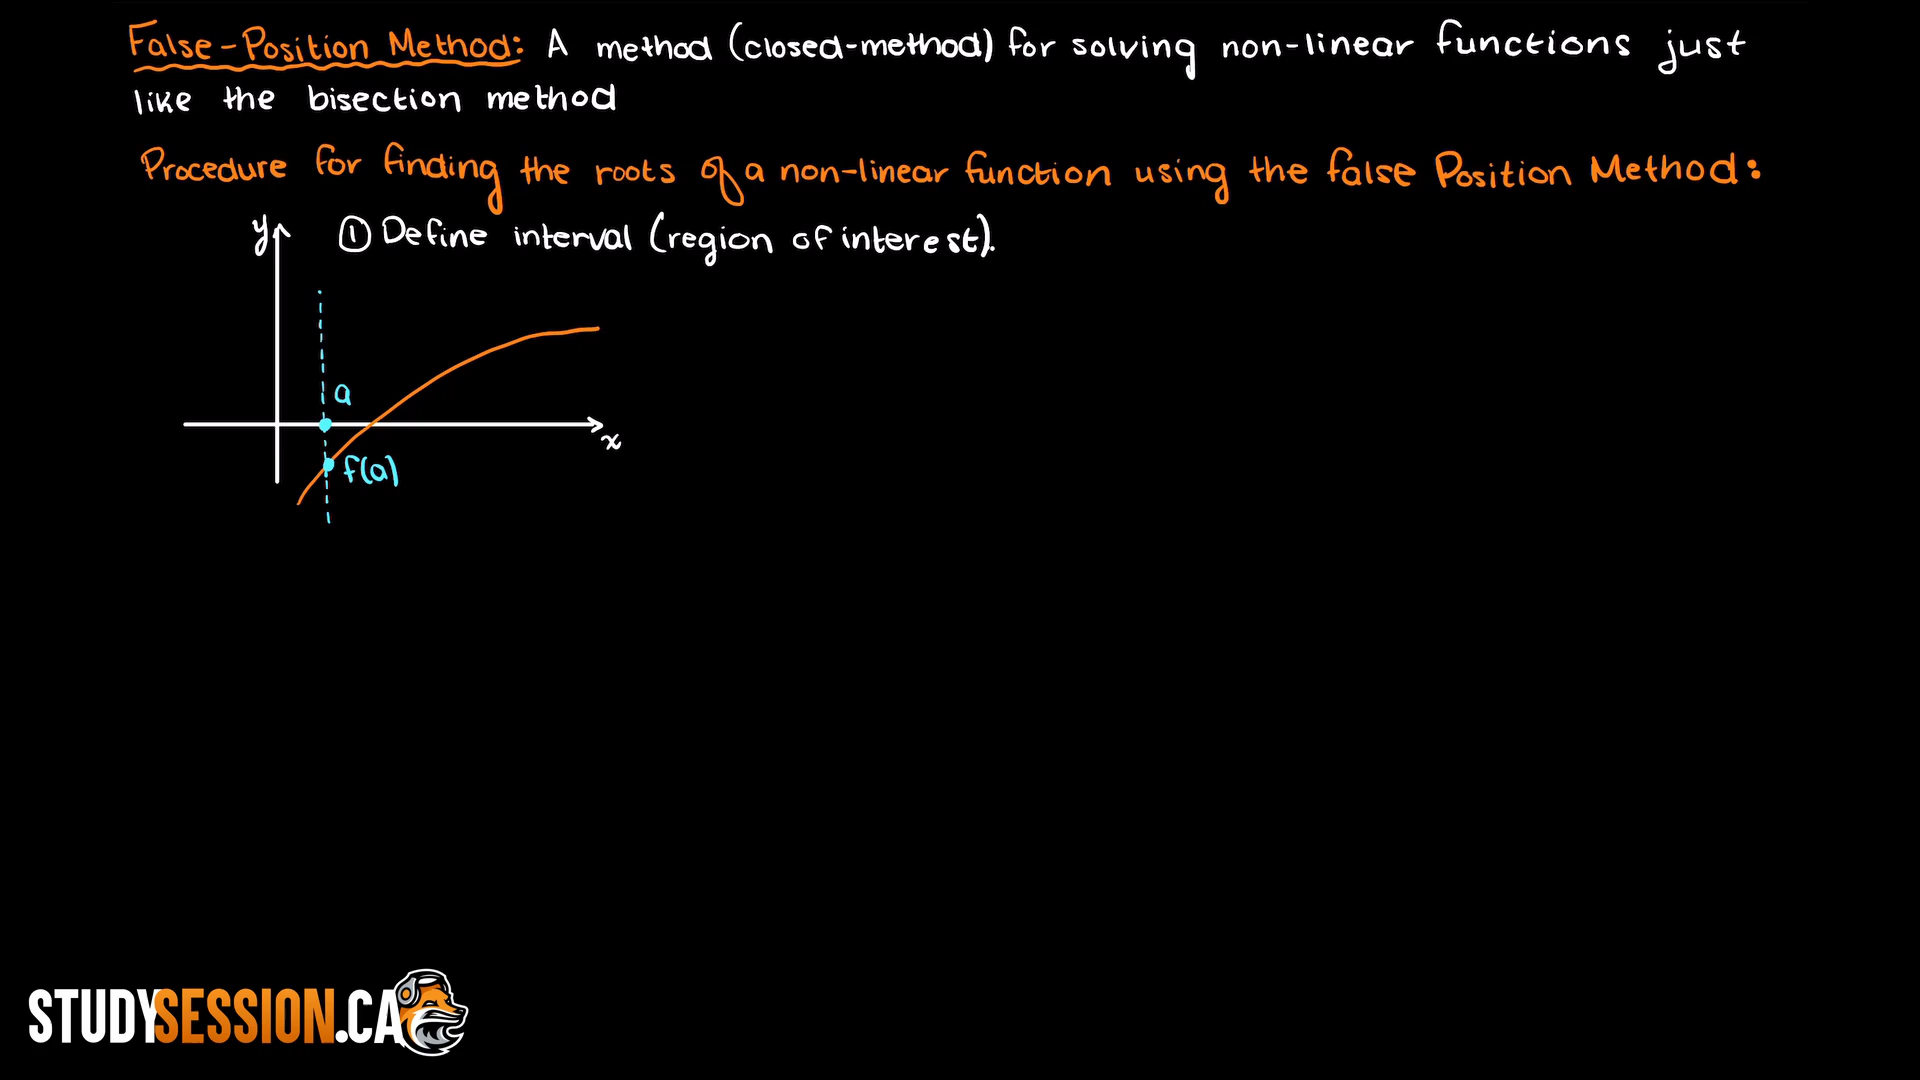 False-Position Method: A method (closed-method) for solving non-linear functions just
like the bisection method
Procedure for finding the roots of a non-linear function using the false Position Method:
y
① Define interval (region of interest).
a
x
f(a)
STUDYSESSION.CA